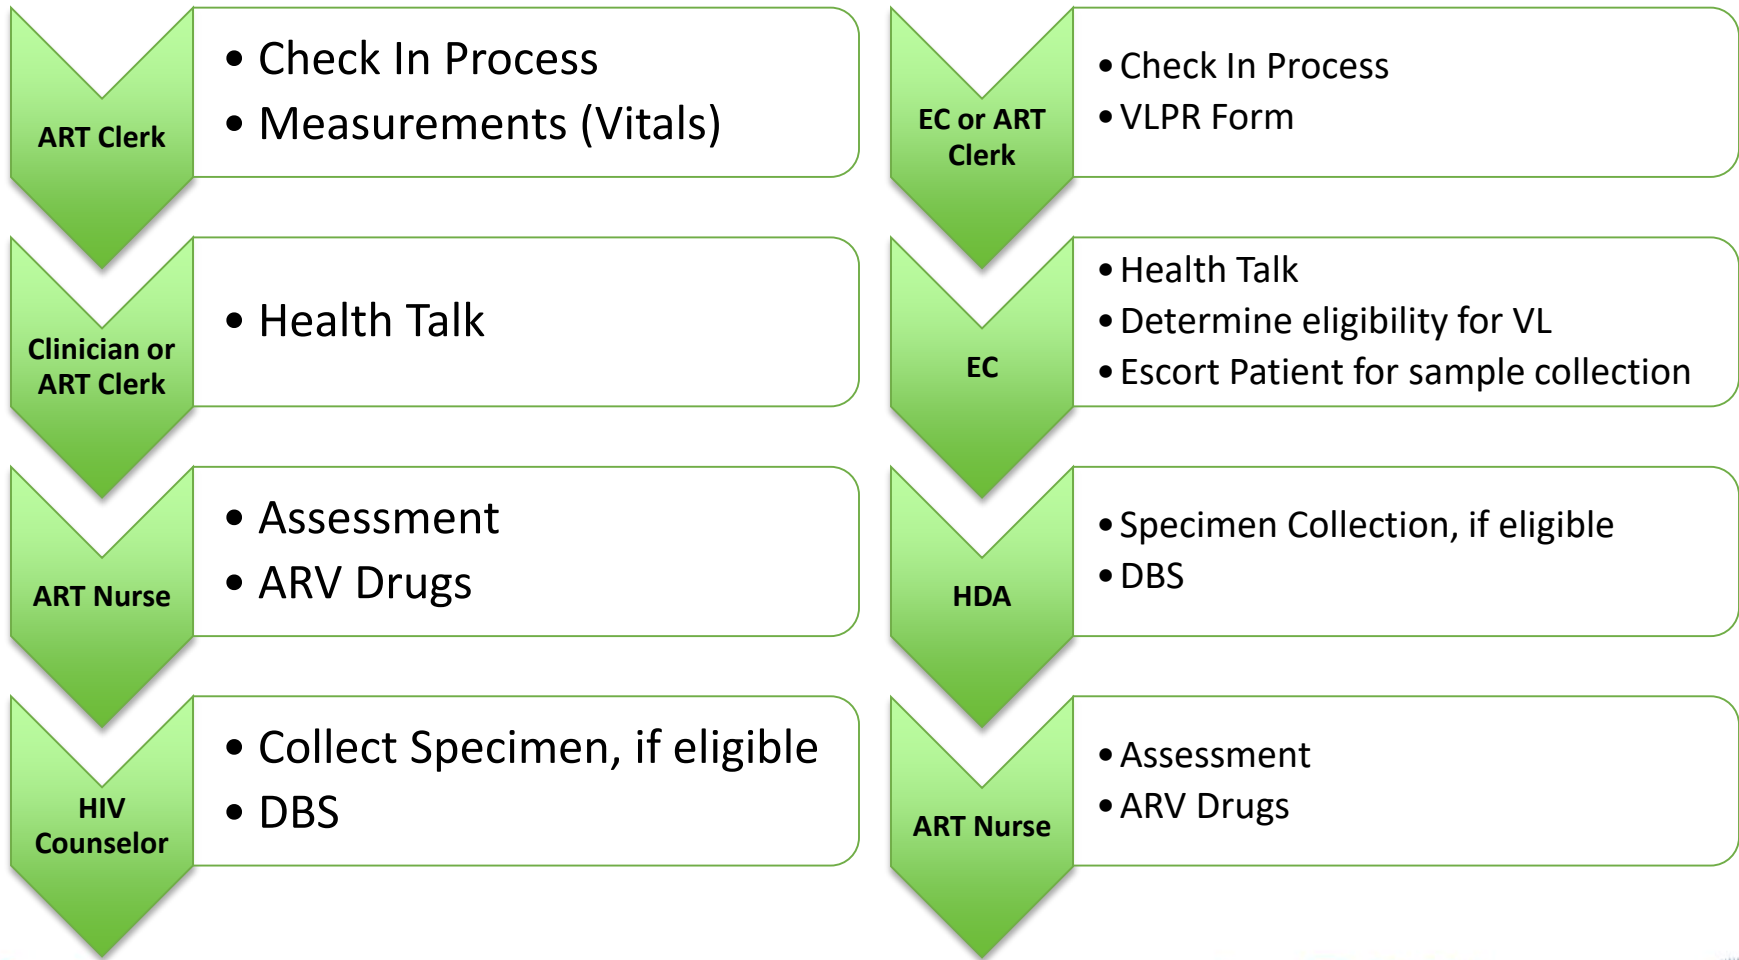 ART Clerk
• Check In Process
• Measurements (Vitals)
Clinician or
ART Clerk
• Health Talk
ART Nurse
• Assessment
• ARV Drugs
HIV
Counselor
• Collect Specimen, if eligible
• DBS
EC or ART
Clerk
• Check In Process
• VLPR Form
EC
• Health Talk
• Determine eligibility for VL
• Escort Patient for sample collection
HDA
• Specimen Collection, if eligible
• DBS
ART Nurse
• Assessment
• ARV Drugs